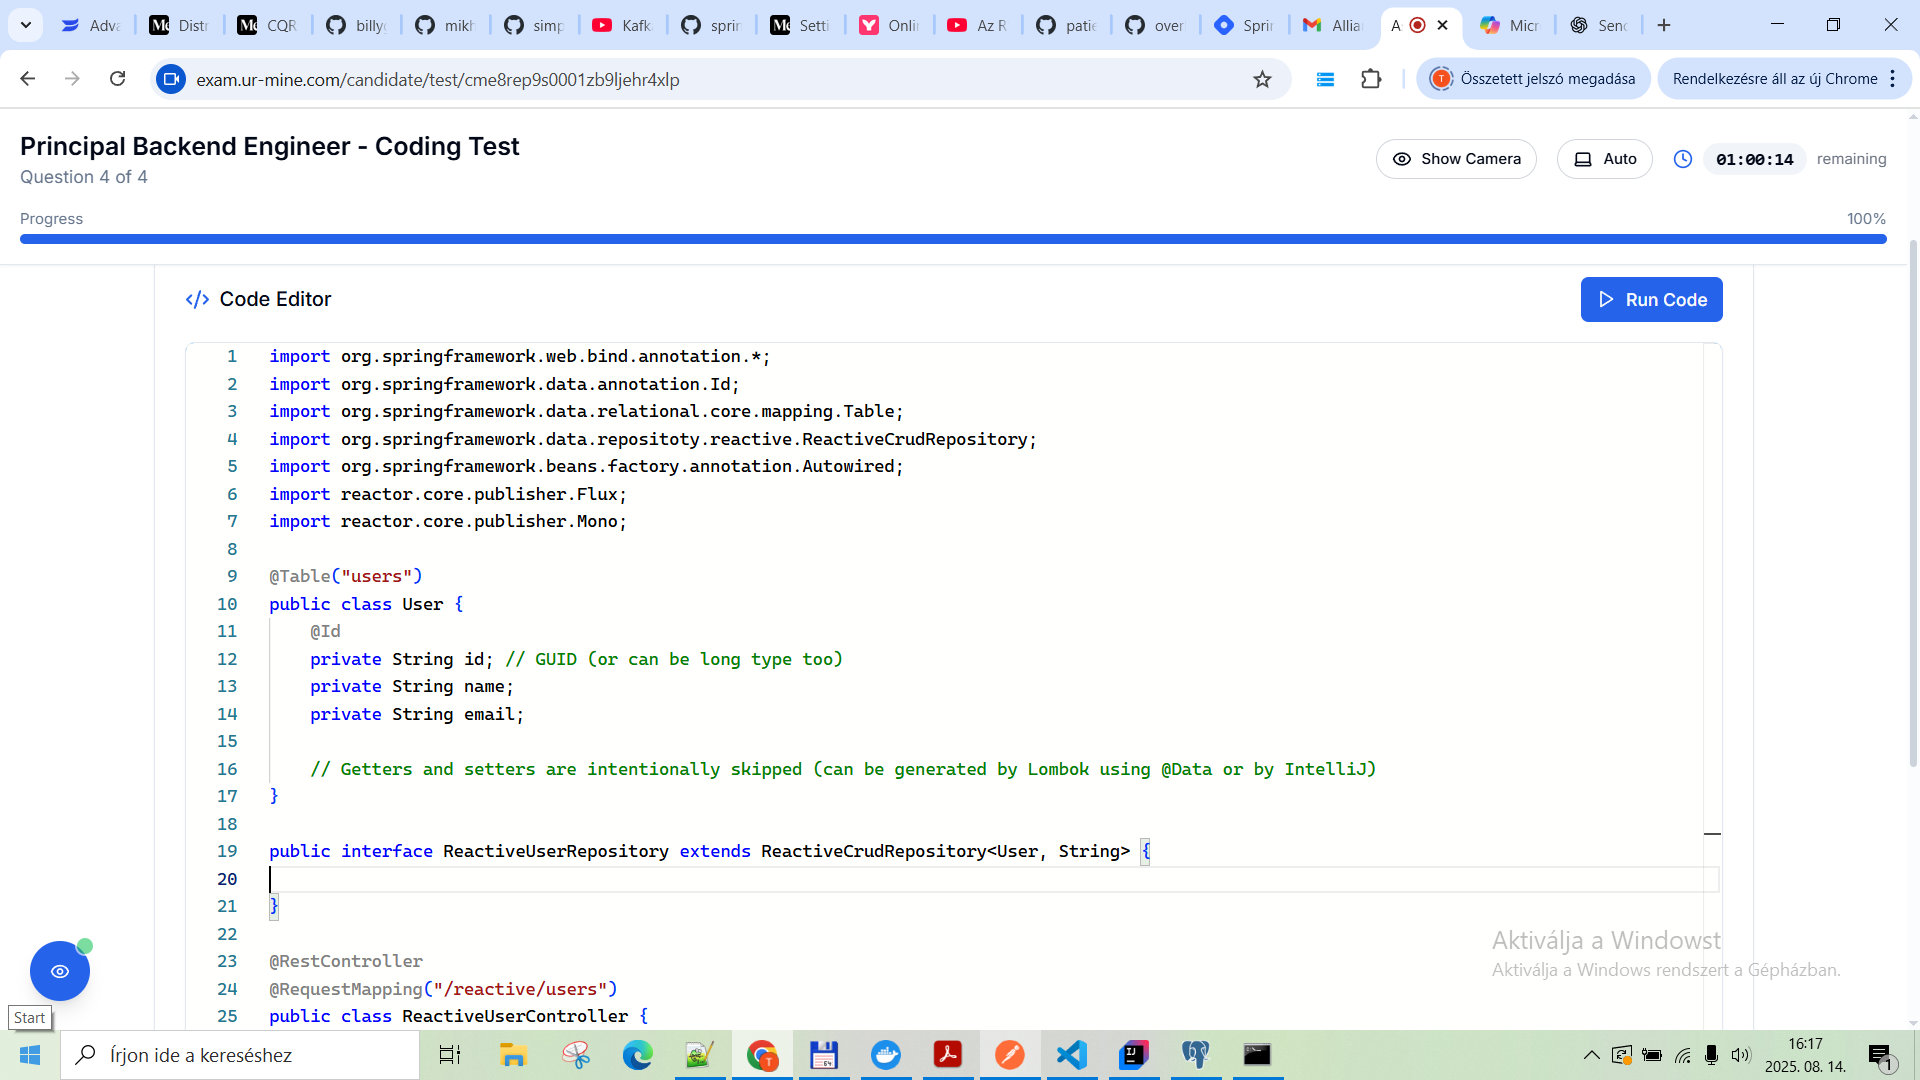 Adva
Distr
CQR
billy
mikh
simp
Kafk
sprin
Setti
Onlin
Az R
patie
over
Sprin
Allia
A
Micr
Send
exam.ur-mine.com/candidate/test/cme8rep9s0001zb9ljehr4xlp
Összetett jelszó megadása
Rendelkezésre áll az új Chrome
Principal Backend Engineer - Coding Test
Question 4 of 4
Show Camera
Auto
01:00:14
remaining
Progress
100%
</> Code Editor
Run Code
1 import org.springframework.web.bind.annotation.*;
2 import org.springframework.data.annotation.Id;
3 import org.springframework.data.relational.core.mapping.Table;
4 import org.springframework.data.repositoty.reactive.ReactiveCrudRepository;
5 import org.springframework.beans.factory.annotation.Autowired;
6 import reactor.core.publisher.Flux;
7 import reactor.core.publisher.Mono;
8
9 @Table("users")
10 public class User {
11 @Id
12 private String id; // GUID (or can be long type too)
13 private String name;
14 private String email;
15
16 // Getters and setters are intentionally skipped (can be generated by Lombok using @Data or by IntelliJ)
17 }
18
19 public interface ReactiveUserRepository extends ReactiveCrudRepository<User, String> {
20
21 }
22
23 @RestController
24 @RequestMapping("/reactive/users")
25 public class ReactiveUserController {
Aktiválja a Windowst
Aktiválja a Windows rendszert a Gépházban.
Start
Írjon ide a kereséshez
16:17
2025. 08. 14.
1